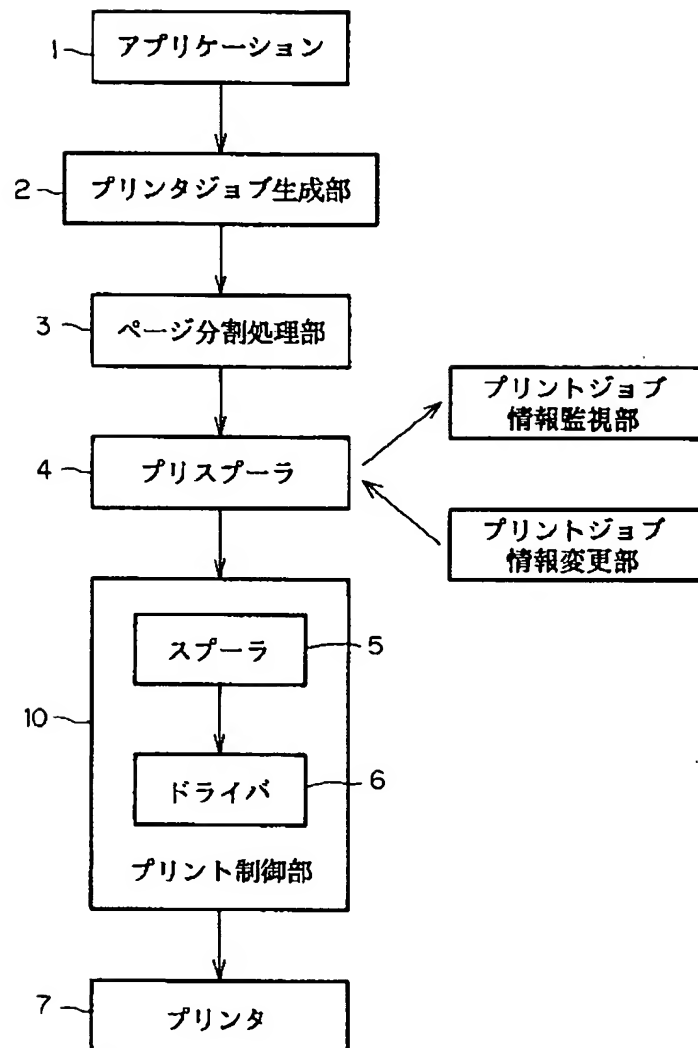 1 アプリケーション
2 プリンタジョブ生成部
3 ページ分割処理部
プリントジョブ
情報監視部
4 プリスプーラ
プリントジョブ
情報変更部
スプーラ 5
10
ドライバ 6
プリント制御部
7 プリンタ